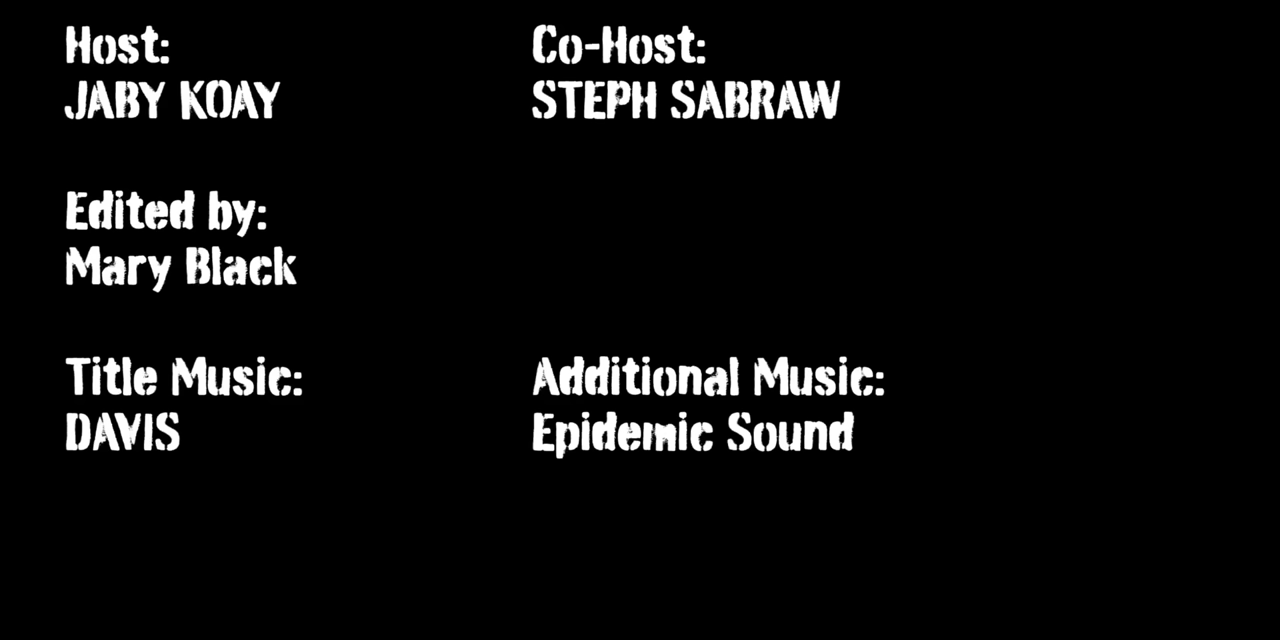 Host:
JABY KOAY
Co-Host:
STEPH SABRAW
Edited by:
Mary Black
Title Music:
DAVIS
Additional Music:
Epidemic Sound